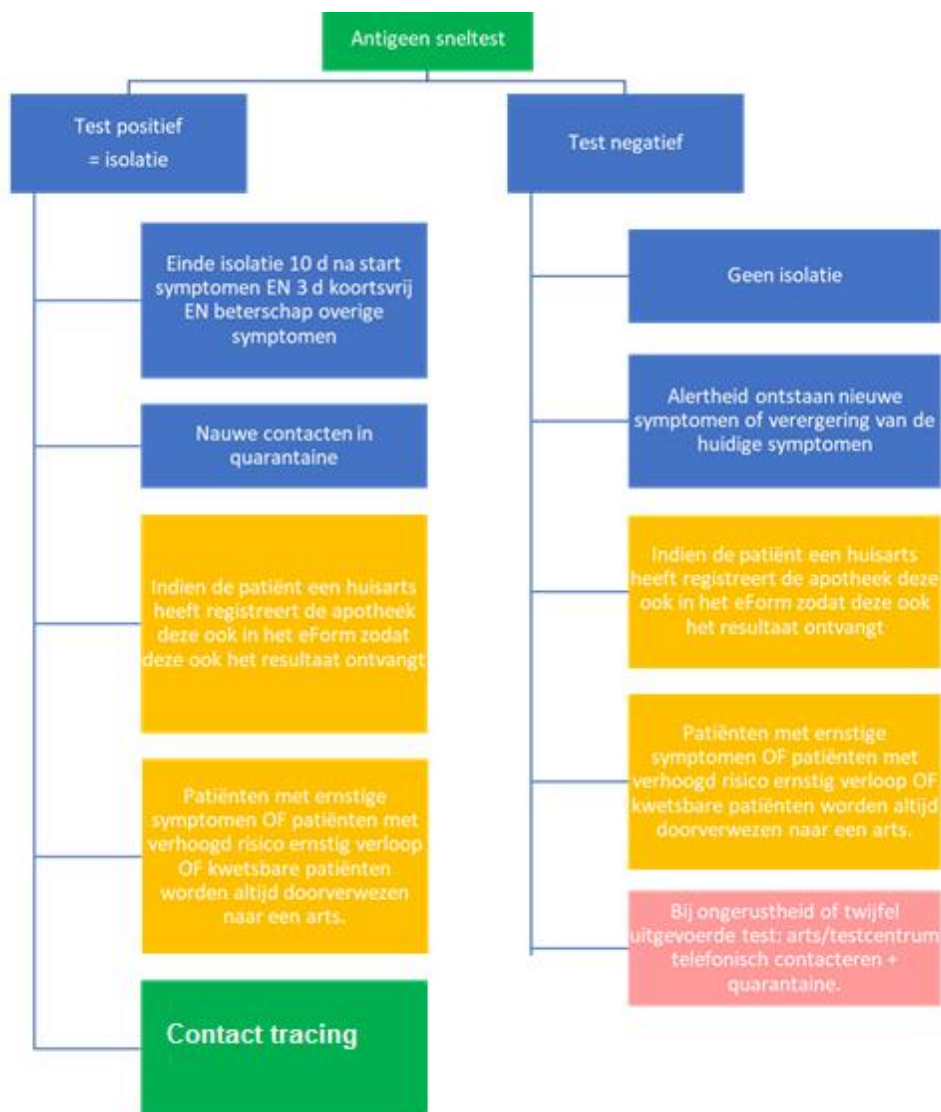 Antigeen sneltest
Test positief
= isolatie
Einde isolatie 10 d na start
symptomen EN 3 d koortsvrij
EN beterschap overige
symptomen
Nauwe contacten in
quarantaine
Indien de patiënt een huisarts
heeft registreert de apotheek
deze ook in het eForm zodat
deze ook het resultaat ontvangt
Patiënten met ernstige
symptomen OF patiënten met
verhoogd risico ernstig verloop
OF kwetsbare patiënten
worden altijd doorverwezen
naar een arts.
Contact tracing
Test negatief
Geen isolatie
Alertheid ontstaan nieuwe
symptomen of verergering van de
huidige symptomen
Indien de patiënt een huisarts
heeft registreert de apotheek
deze ook in het eForm zodat deze ook
het resultaat ontvangt
Patiënten met ernstige
symptomen OF patiënten met
verhoogd risico ernstig verloop OF
kwetsbare patiënten worden altijd
doorverwezen naar een arts.
Bij ongerustheid of twijfel
uitgevoerde test: arts/testcentrum
telefonisch contacteren +
quarantaine.